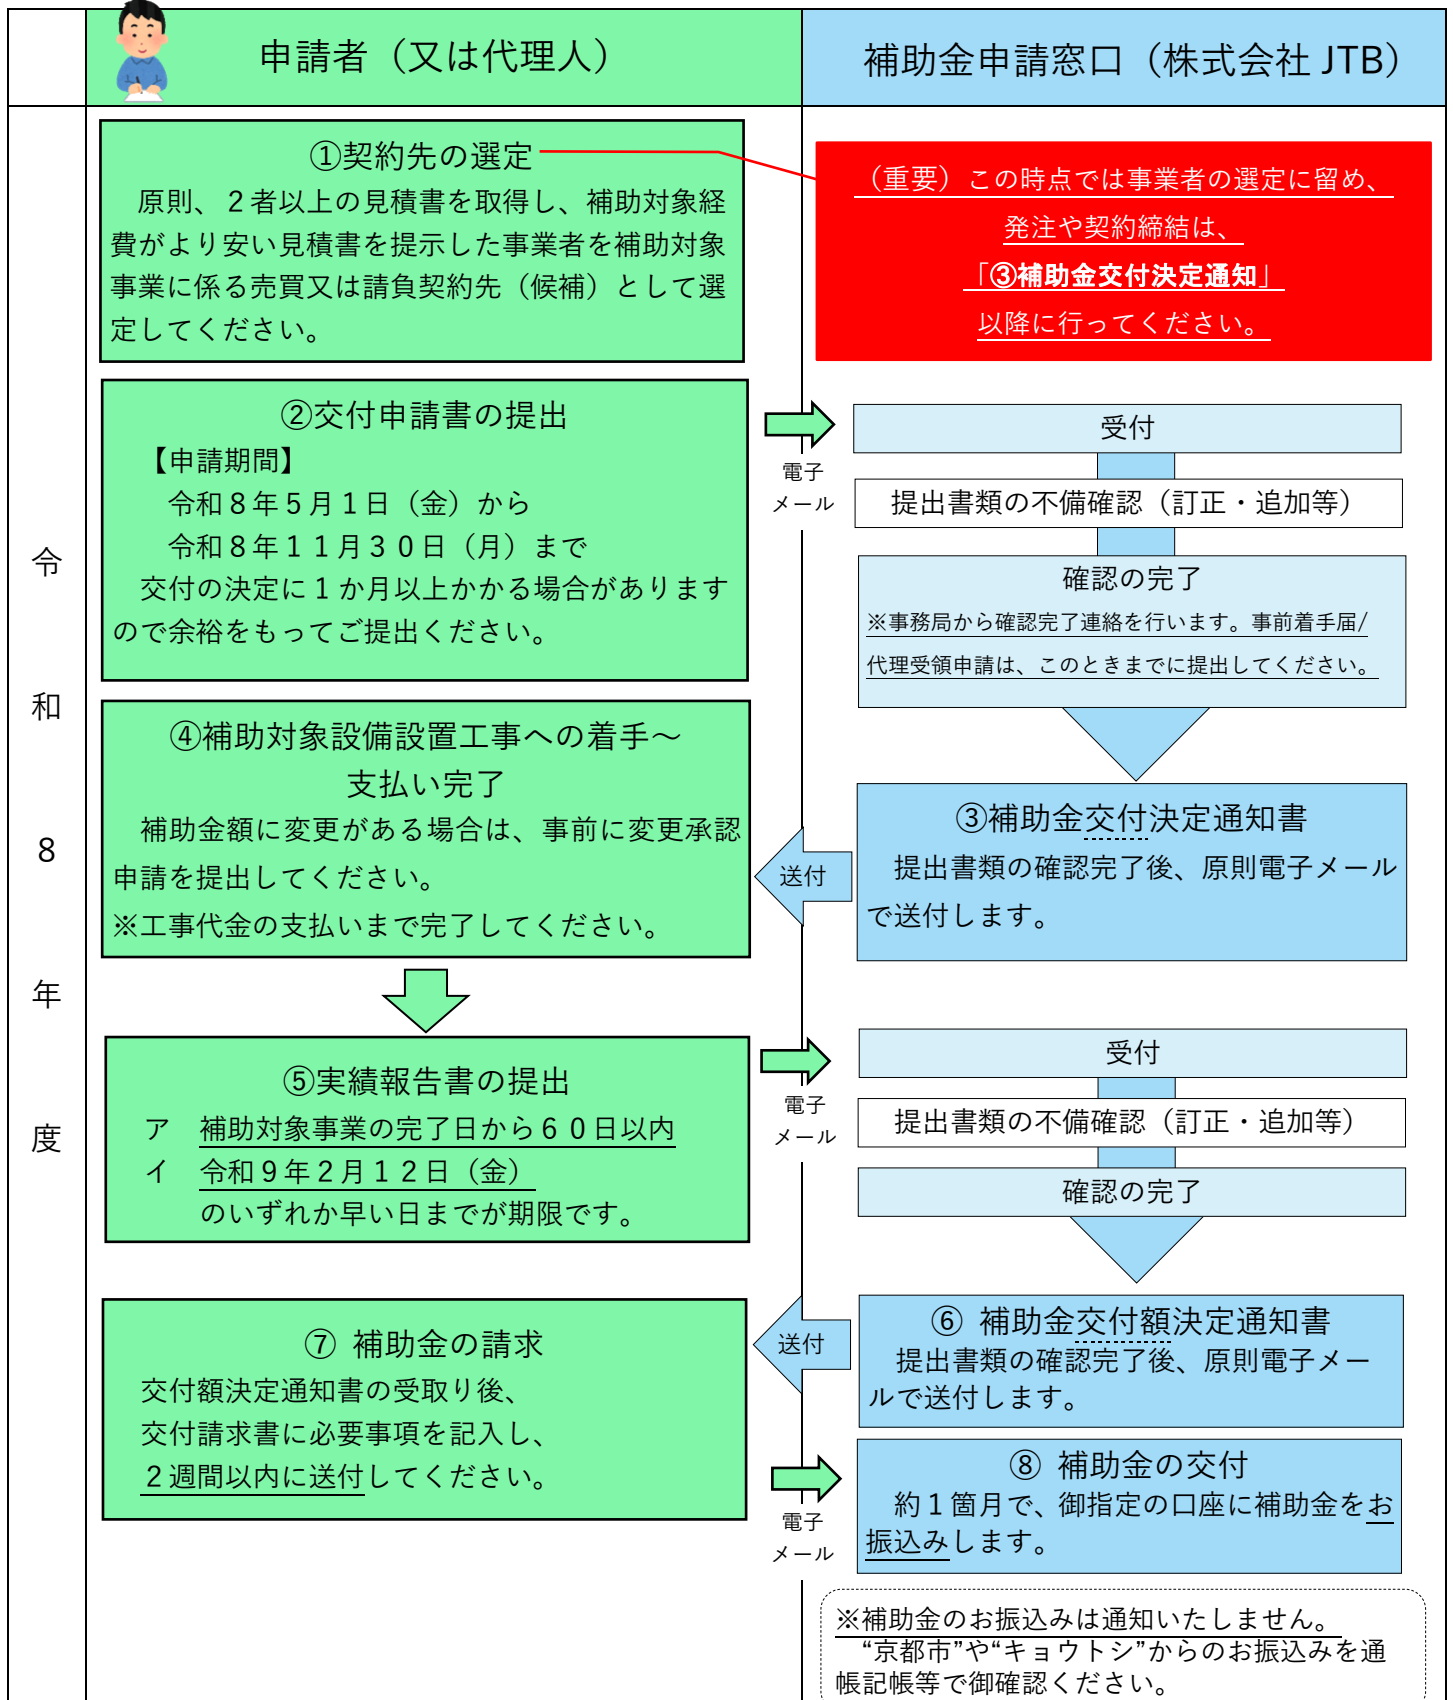 申請者（又は代理人）
補助金申請窓口（株式会社 JTB）
令和8年度
①契約先の選定
原則、２者以上の見積書を取得し、補助対象経
費がより安い見積書を提示した事業者を補助対象
事業に係る売買又は請負契約先（候補）として選
定してください。
（重要）この時点では事業者の選定に留め、
発注や契約締結は、
「③補助金交付決定通知」
以降に行ってください。
②交付申請書の提出
【申請期間】
令和８年５月１日（金）から
令和８年１１月３０日（月）まで
交付の決定に１か月以上かかる場合があります
ので余裕をもってご提出ください。
電子
メール
受付
提出書類の不備確認（訂正・追加等）
確認の完了
※事務局から確認完了連絡を行います。事前着手届/
代理受領申請は、このときまでに提出してください。
③補助金交付決定通知書
提出書類の確認完了後、原則電子メール
で送付します。
送付
④補助対象設備設置工事への着手～
支払い完了
補助金額に変更がある場合は、事前に変更承認
申請を提出してください。
※工事代金の支払いまで完了してください。
⑤実績報告書の提出
ア　補助対象事業の完了日から６０日以内
イ　令和９年２月１２日（金）
のいずれか早い日までが期限です。
電子
メール
受付
提出書類の不備確認（訂正・追加等）
確認の完了
⑥ 補助金交付額決定通知書
提出書類の確認完了後、原則電子メー
ルで送付します。
送付
⑦ 補助金の請求
交付額決定通知書の受取り後、
交付請求書に必要事項を記入し、
２週間以内に送付してください。
電子
メール
⑧ 補助金の交付
約１箇月で、御指定の口座に補助金をお
振込みします。
※補助金のお振込みは通知いたしません。
“京都市”や“キョウトシ”からのお振込みを通
帳記帳等で御確認ください。